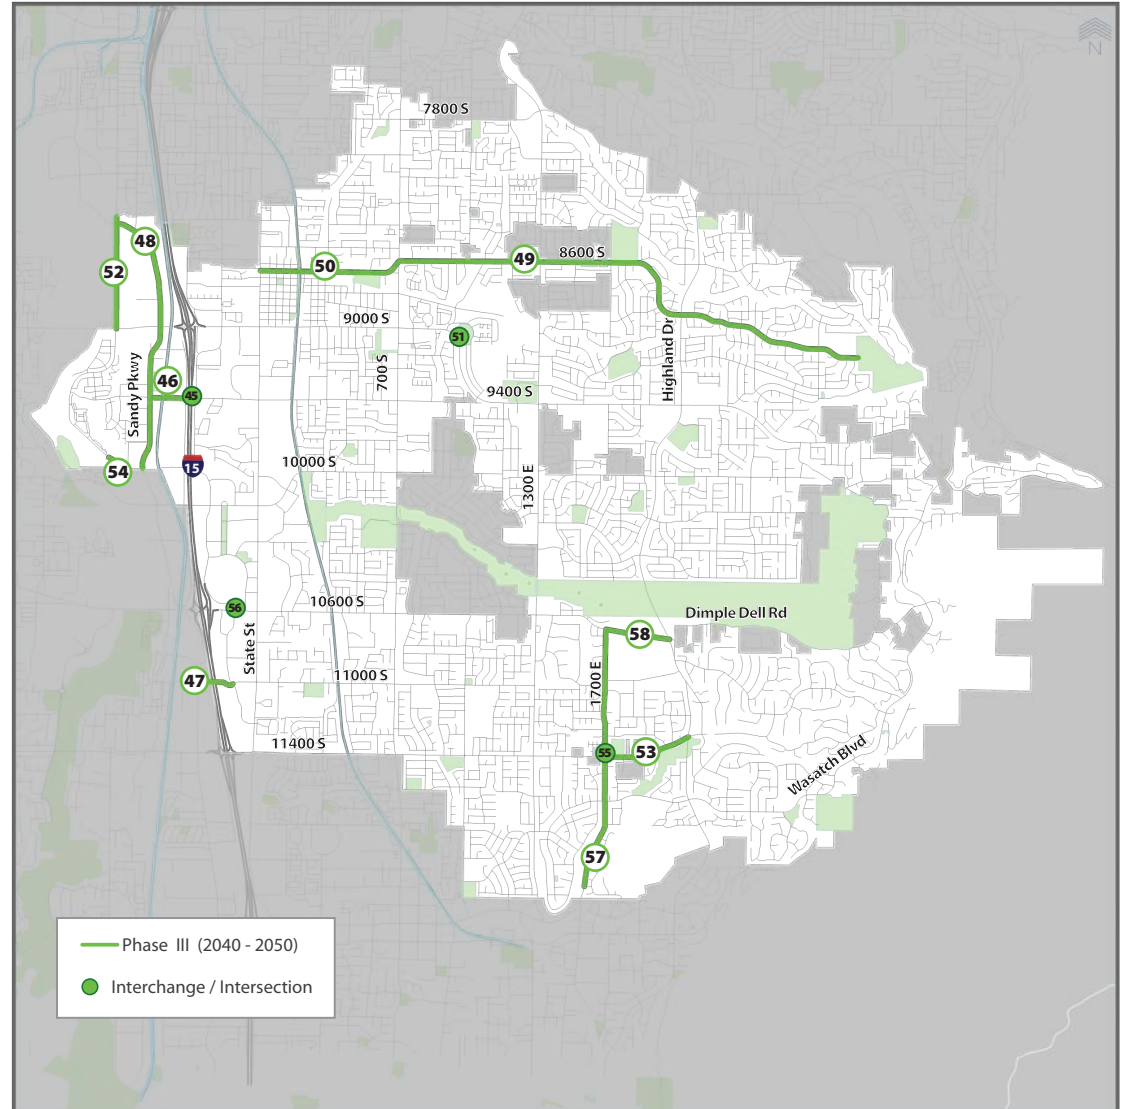 N
7800 S
48
8600 S
49
50
52
9000 S
51
Highland Dr
Sandy Pkwy
700 S
46
9400 S
45
10000 S
15
54
1300 E
10600 S
56
Dimple Dell Rd
State St
58
11000 S
47
1700 E
11400 S
55
53
Wasatch Blvd
57
Phase III (2040 - 2050)
Interchange / Intersection